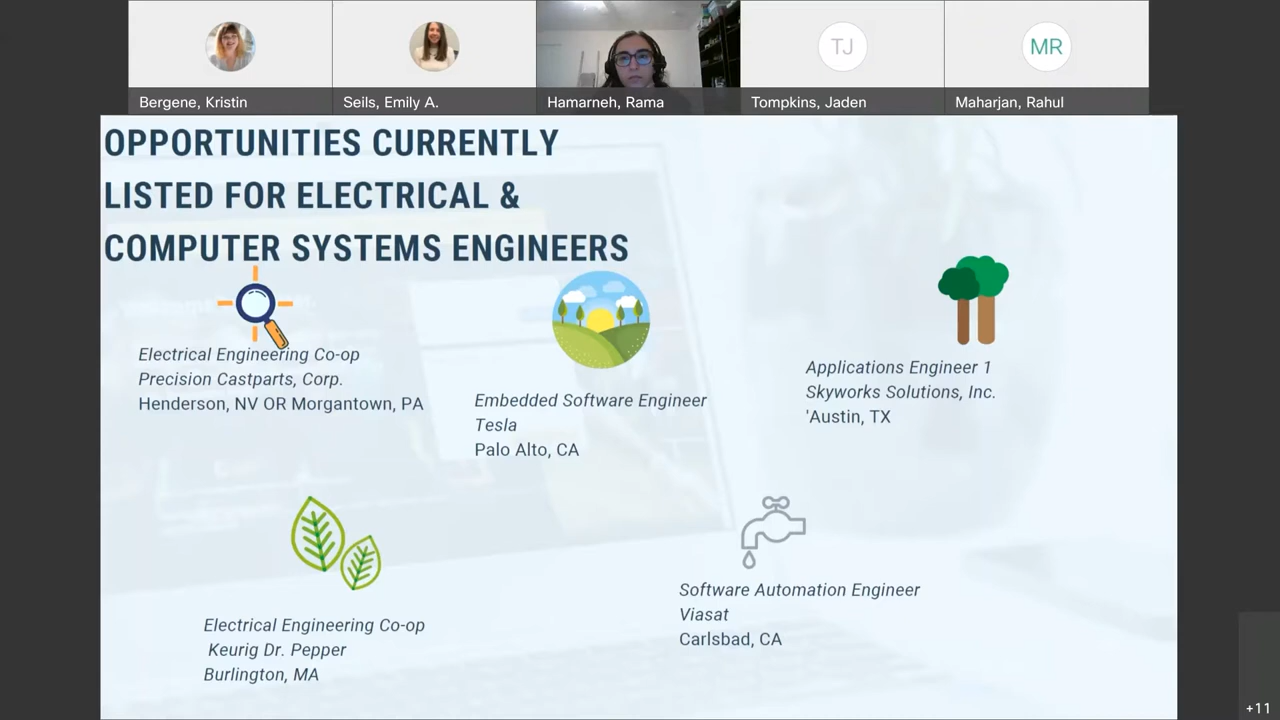 Bergene, Kristin
Seils, Emily A.
Hamarneh, Rama
TJ
Tompkins, Jaden
MR
Maharjan, Rahul
OPPORTUNITIES CURRENTLY
LISTED FOR ELECTRICAL &
COMPUTER SYSTEMS ENGINEERS
Electrical Engineering Co-op
Precision Castparts, Corp.
Henderson, NV OR Morgantown, PA
Embedded Software Engineer
Tesla
Palo Alto, CA
Applications Engineer 1
Skyworks Solutions, Inc.
'Austin, TX
Electrical Engineering Co-op
Keurig Dr. Pepper
Burlington, MA
Software Automation Engineer
Viasat
Carlsbad, CA
+11